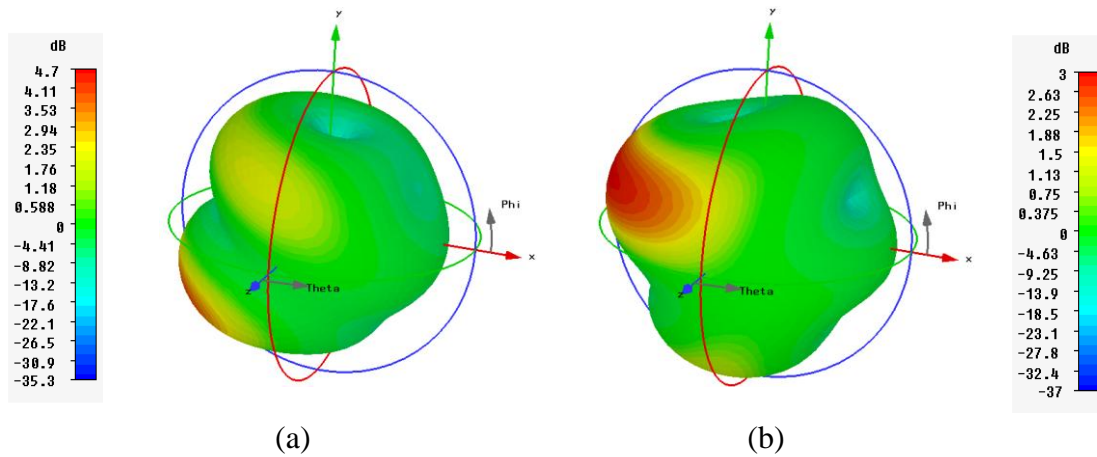 dB
4.7
4.11
3.53
2.94
2.35
1.76
1.18
0.588
0
-4.41
-8.82
-13.2
-17.6
-22.1
-26.5
-30.9
-35.3
y
Phi
x
z
Theta
(a)
y
Phi
x
z
Theta
(b)
dB
3
2.63
2.25
1.88
1.5
1.13
0.75
0.375
0
-4.63
-9.25
-13.9
-18.5
-23.1
-27.8
-32.4
-37